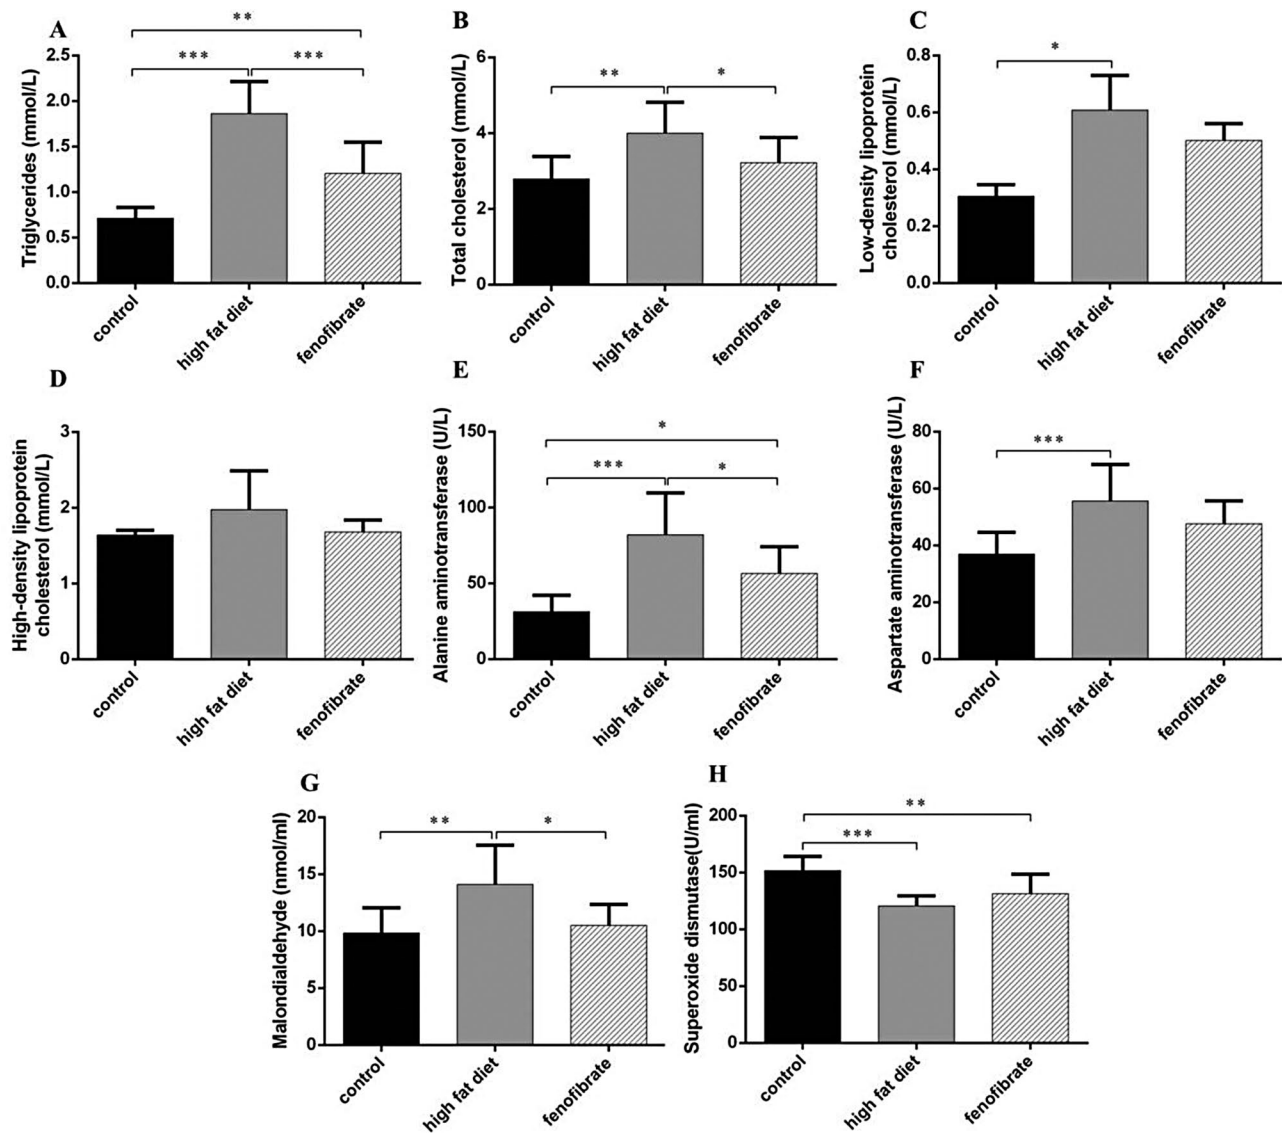 A
**
***
***
Triglycerides (mmol/L)
2.5
2.0
1.5
1.0
0.5
0.0
control
high fat diet
fenofibrate
B
**
*
Total cholesterol (mmol/L)
6
4
2
0
control
high fat diet
fenofibrate
C
*
Low-density lipoprotein
cholesterol (mmol/L)
0.8
0.6
0.4
0.2
0.0
control
high fat diet
fenofibrate
D
High-density lipoprotein
cholesterol (mmol/L)
3
2
1
0
control
high fat diet
fenofibrate
E
*
***
*
Alanine aminotransferase (U/L)
150
100
50
0
control
high fat diet
fenofibrate
F
***
Aspartate aminotransferase (U/L)
80
60
40
20
0
control
high fat diet
fenofibrate
G
**
*
Malondialdehyde (nmol/ml)
20
15
10
5
0
control
high fat diet
fenofibrate
H
**
***
Superoxide dismutase(U/ml)
200
150
100
50
0
control
high fat diet
fenofibrate